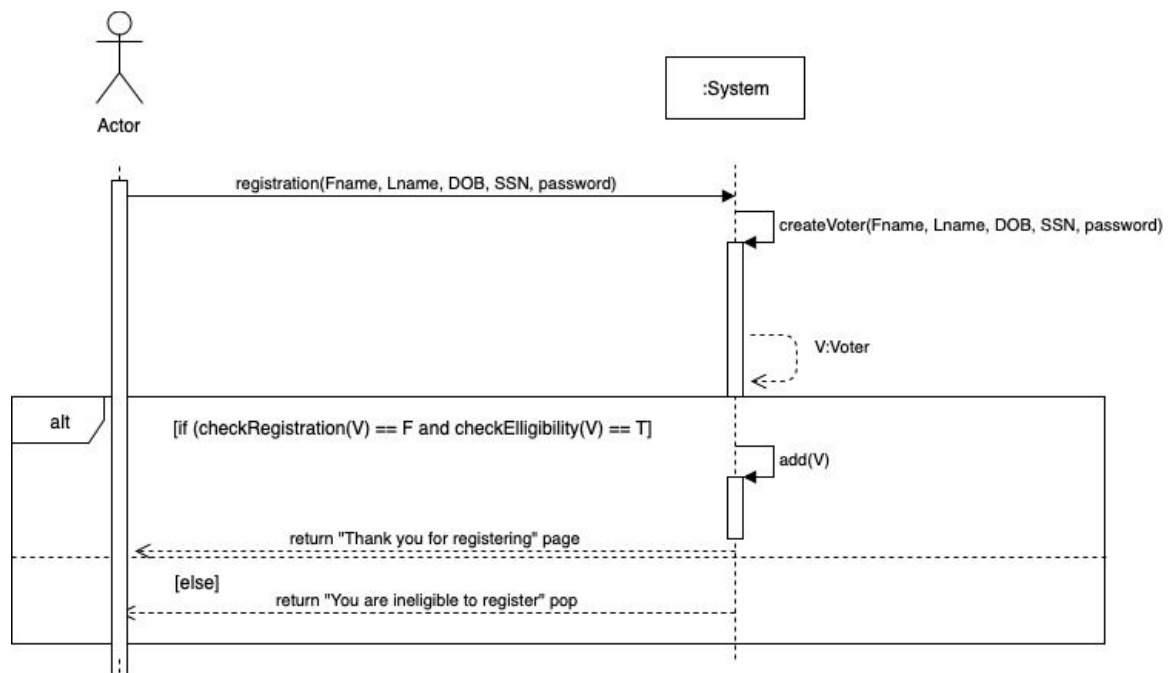 :System
Actor
registration(Fname, Lname, DOB, SSN, password)
createVoter(Fname, Lname, DOB, SSN, password)
V:Voter
alt
[if (checkRegistration(V) == F and checkElligibility(V) == T]
add(V)
return "Thank you for registering" page
[else]
return "You are ineligible to register" pop